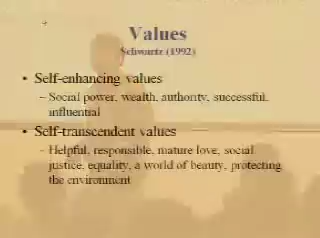 Values
Schwartz (1992)
• Self-enhancing values
– Social power, wealth, authority, successful,
influential
• Self-transcendent values
– Helpful, responsible, mature love, social
justice, equality, a world of beauty, protecting
the environment